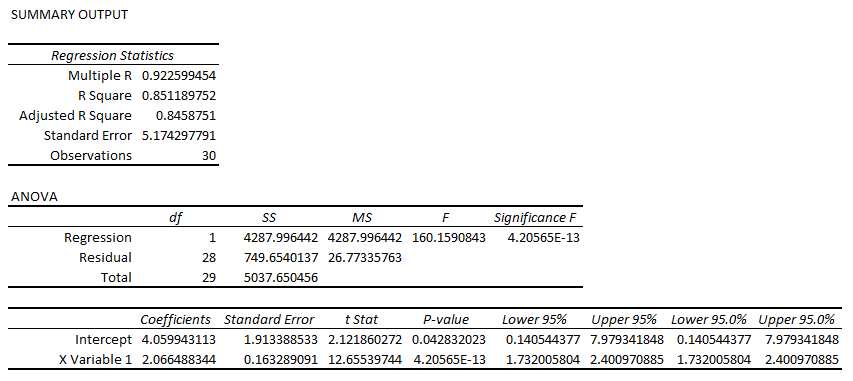 SUMMARY OUTPUT
Regression Statistics
Multiple R 0.922599454
R Square 0.851189752
Adjusted R Square 0.8458751
Standard Error 5.174297791
Observations 30
ANOVA
df SS MS F Significance F
Regression 1 4287.996442 4287.996442 160.1590843 4.20565E-13
Residual 28 749.6540137 26.77335763
Total 29 5037.650456
Coefficients Standard Error t Stat P-value Lower 95% Upper 95% Lower 95.0% Upper 95.0%
Intercept 4.059943113 1.913388533 2.121860272 0.042832023 0.140544377 7.979341848 0.140544377 7.979341848
X Variable 1 2.066488344 0.163289091 12.65539744 4.20565E-13 1.732005804 2.400970885 1.732005804 2.400970885